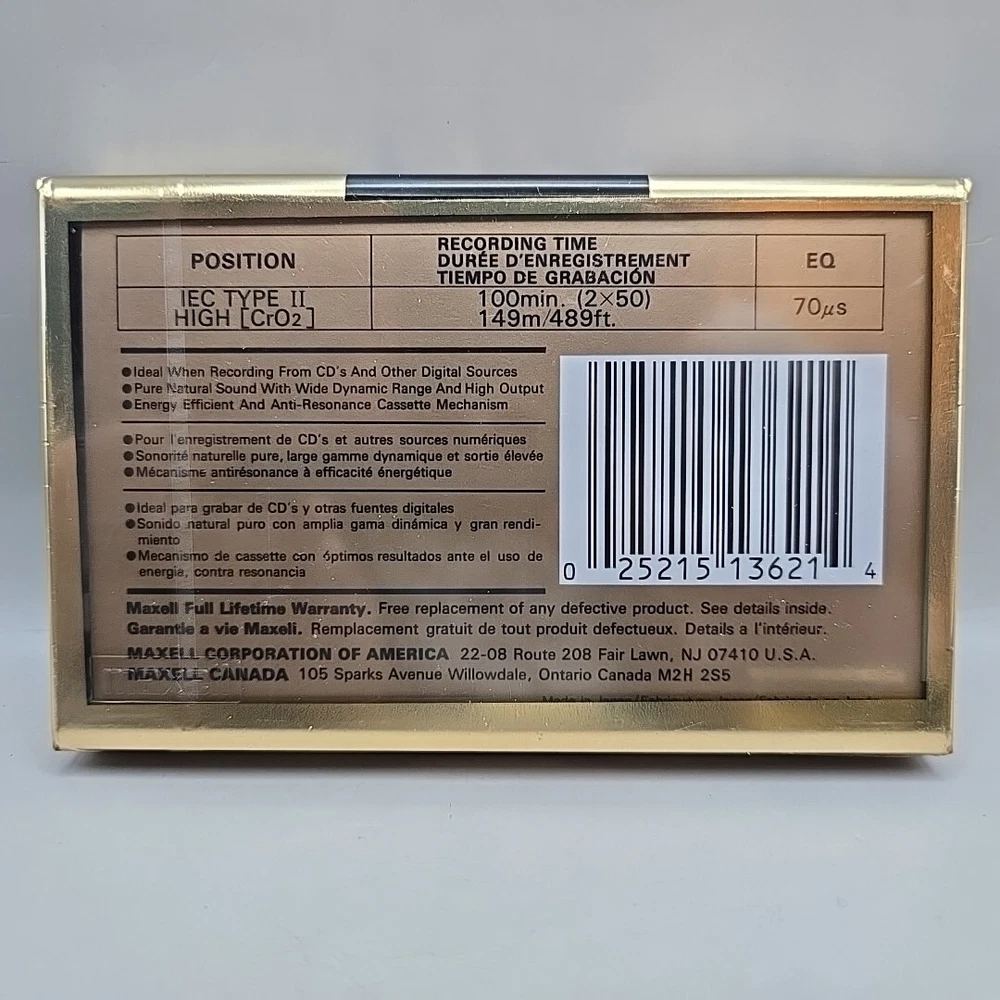 POSITION
RECORDING TIME
DURÉE D'ENREGISTREMENT
TIEMPO DE GRABACIÓN
EQ
IEC TYPE II
HIGH [CrO2]
100min. (2×50)
149m/489ft.
70μs
●Ideal When Recording From CD's And Other Digital Sources
●Pure Natural Sound With Wide Dynamic Range And High Output
●Energy Efficient And Anti-Resonance Cassette Mechanism
●Pour l'enregistrement de CD's et autres sources numériques
●Sonorité naturelle pure, large gamme dynamique et sortie élevée
●Mécanisme antirésonance à efficacité énergétique
●Ideal para grabar de CD's y otras fuentes digitales
●Sonido natural puro con amplia gama dinámica y gran rendi-
miento
●Mecanismo de cassette con óptimos resultados ante el uso de
energia, contra resonancia
0 25215 13621 4
Maxell Full Lifetime Warranty. Free replacement of any defective product. See details inside.
Garantie a vie Maxell. Remplacement gratuit de tout produit defectueux. Details a l'intérieur.
MAXELL CORPORATION OF AMERICA 22-08 Route 208 Fair Lawn, NJ 07410 U.S.A.
MAXELL CANADA 105 Sparks Avenue Willowdale, Ontario Canada M2H 2S5